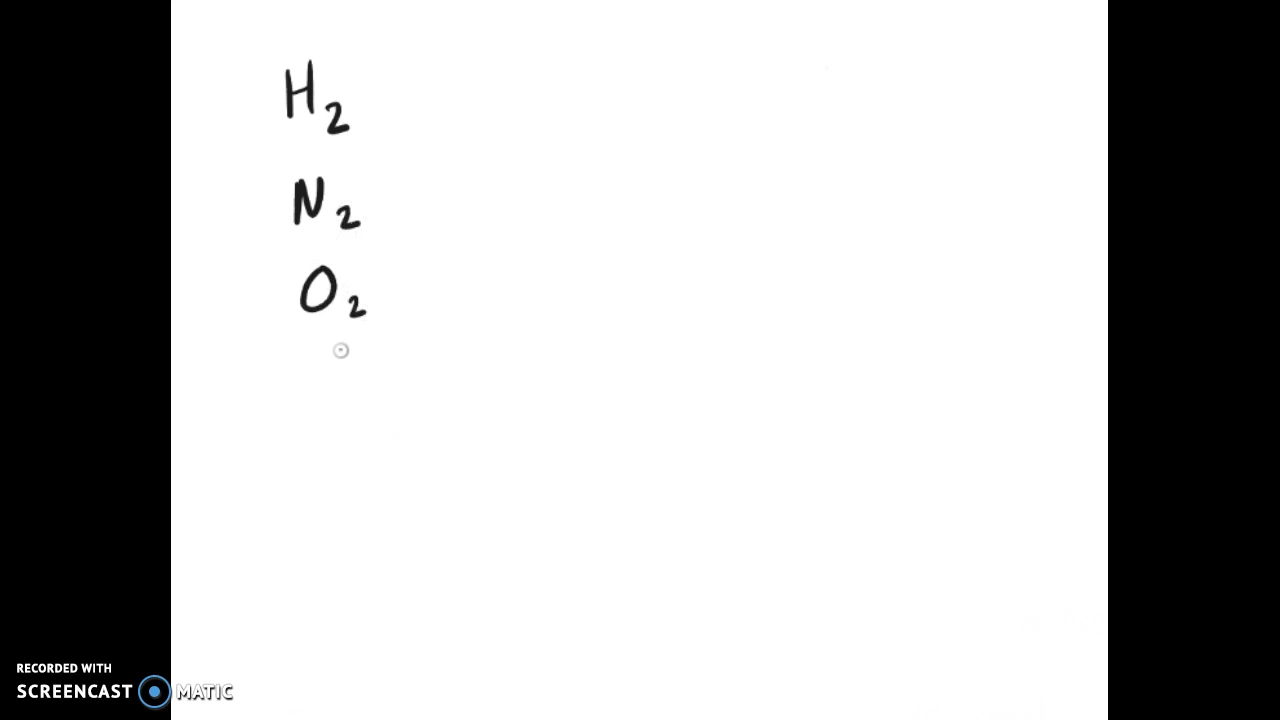 H₂
N₂
O₂
RECORDED WITH
SCREENCAST MATIC